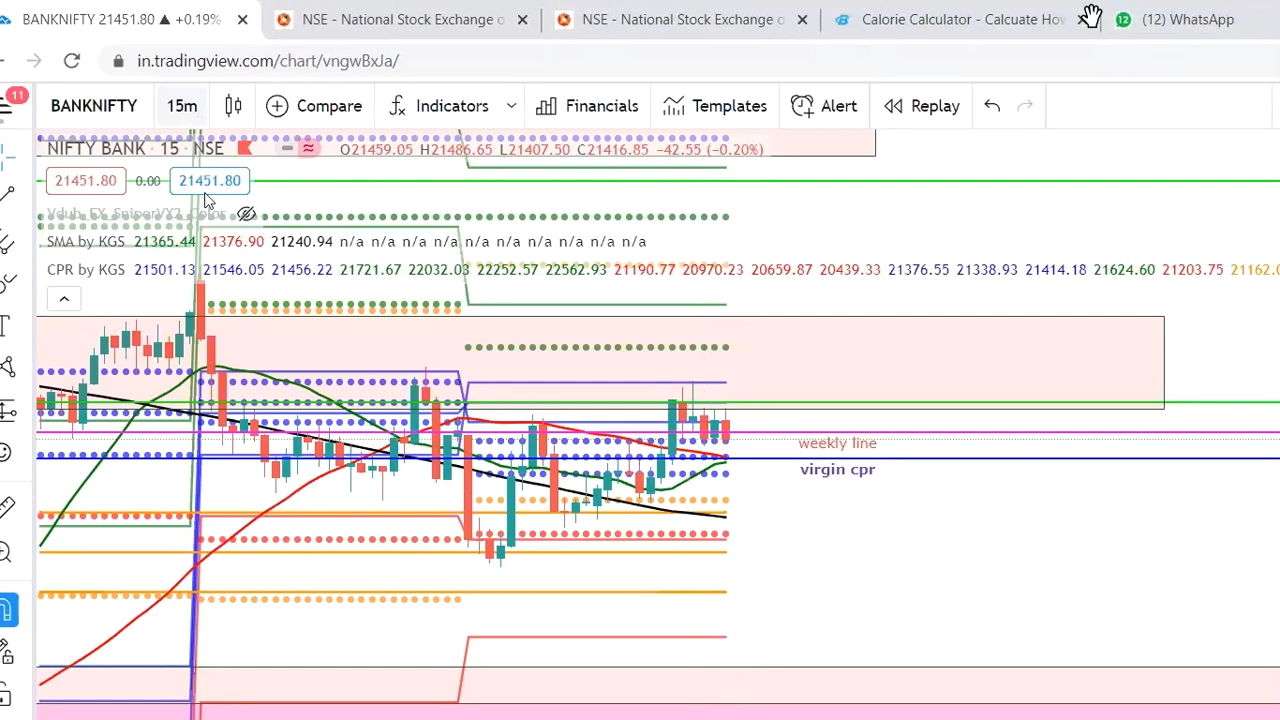 BANKNIFTY 21451.80 ▲ +0.19%
NSE - National Stock Exchange o
NSE - National Stock Exchange o
Calorie Calculator - Calcuate How
(12) WhatsApp
in.tradingview.com/chart/vngwBxJa/
11
BANKNIFTY 15m Compare Indicators Financials Templates Alert Replay
NIFTY BANK · 15 · NSE O21459.05 H21486.65 L21407.50 C21416.85 −42.55 (−0.20%)
21451.80 0.00 21451.80
Vdub_FX_SniperVX2_Color
SMA by KGS 21365.44 21376.90 21240.94 n/a n/a n/a n/a n/a n/a n/a n/a n/a n/a
CPR by KGS 21501.13 21546.05 21456.22 21721.67 22032.03 22252.57 22562.93 21190.77 20970.23 20659.87 20439.33 21376.55 21338.93 21414.18 21624.60 21203.75 21162.0
weekly line
virgin cpr